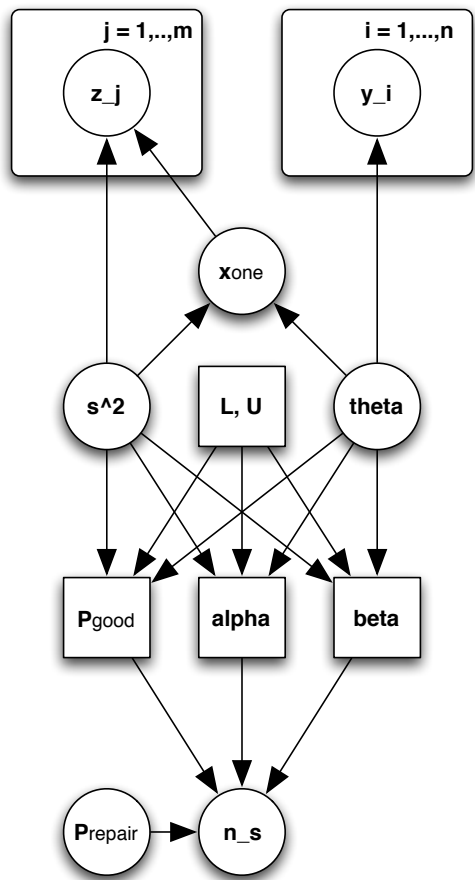 j = 1,..,m
i = 1,...,n
z_j
y_i
xone
s^2
L, U
theta
Pgood
alpha
beta
Prepair
n_s